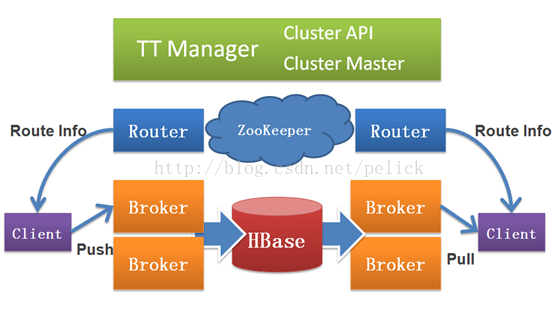 TT Manager
Cluster API
Cluster Master
Route Info
Router
ZooKeeper
Router
Route Info
http://blog.csdn.net/pelick
Client
Push
Broker
Broker
HBase
Broker
Broker
Client
Pull